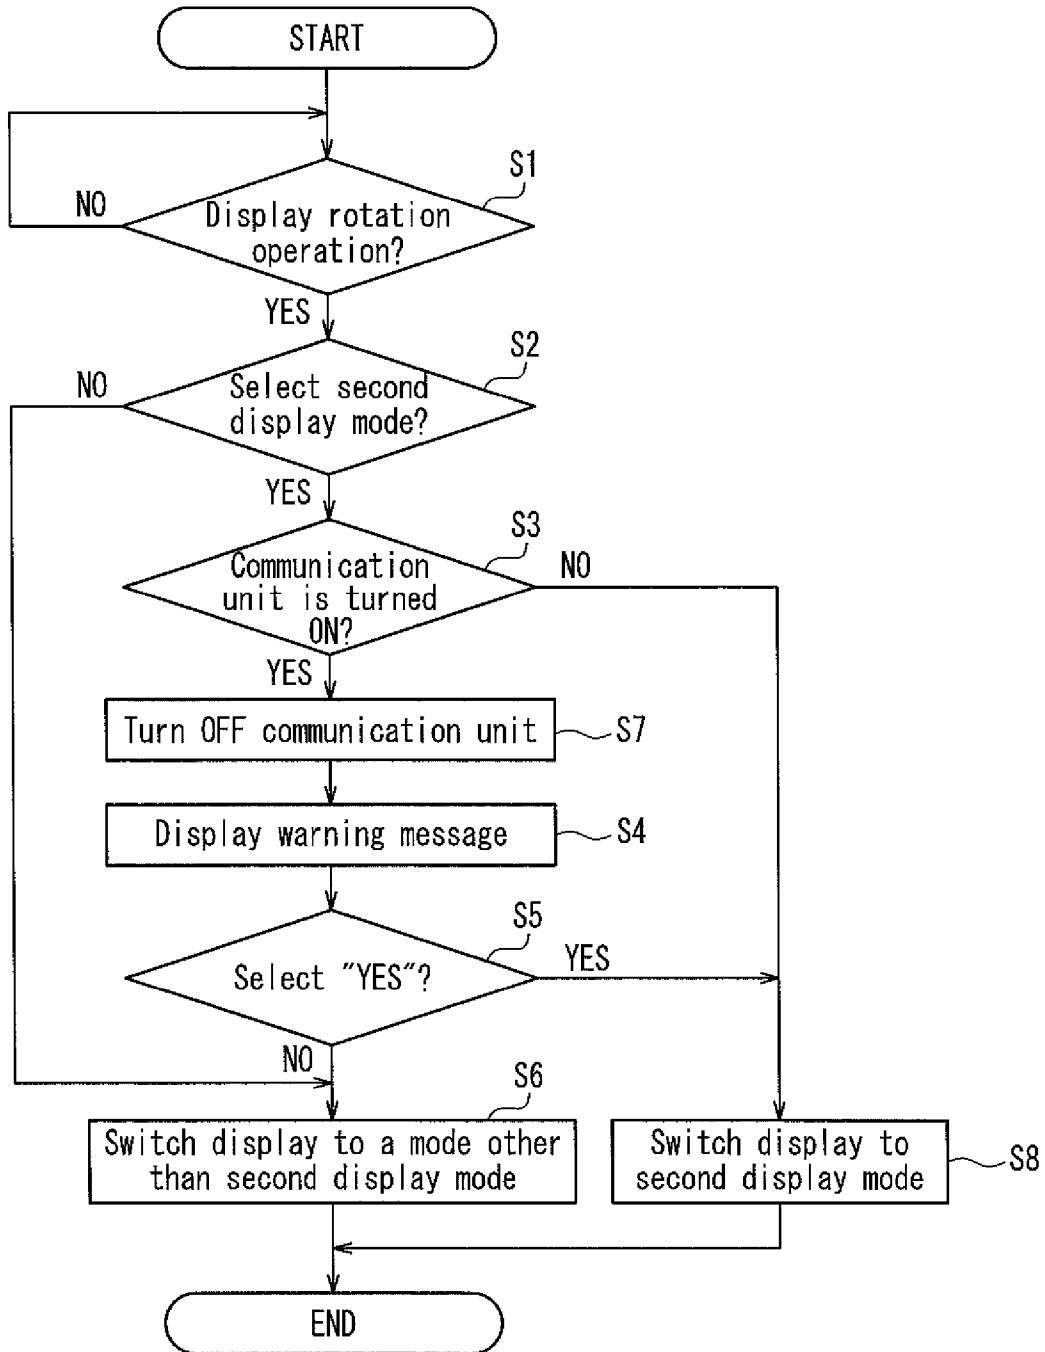 START
S1
NO
Display rotation
operation?
YES
S2
NO
Select second
display mode?
YES
S3
Communication
unit is turned
ON?
NO
YES
Turn OFF communication unit
S7
Display warning message
S4
S5
Select "YES"?
YES
NO
S6
Switch display to a mode other
than second display mode
Switch display to
second display mode
S8
END